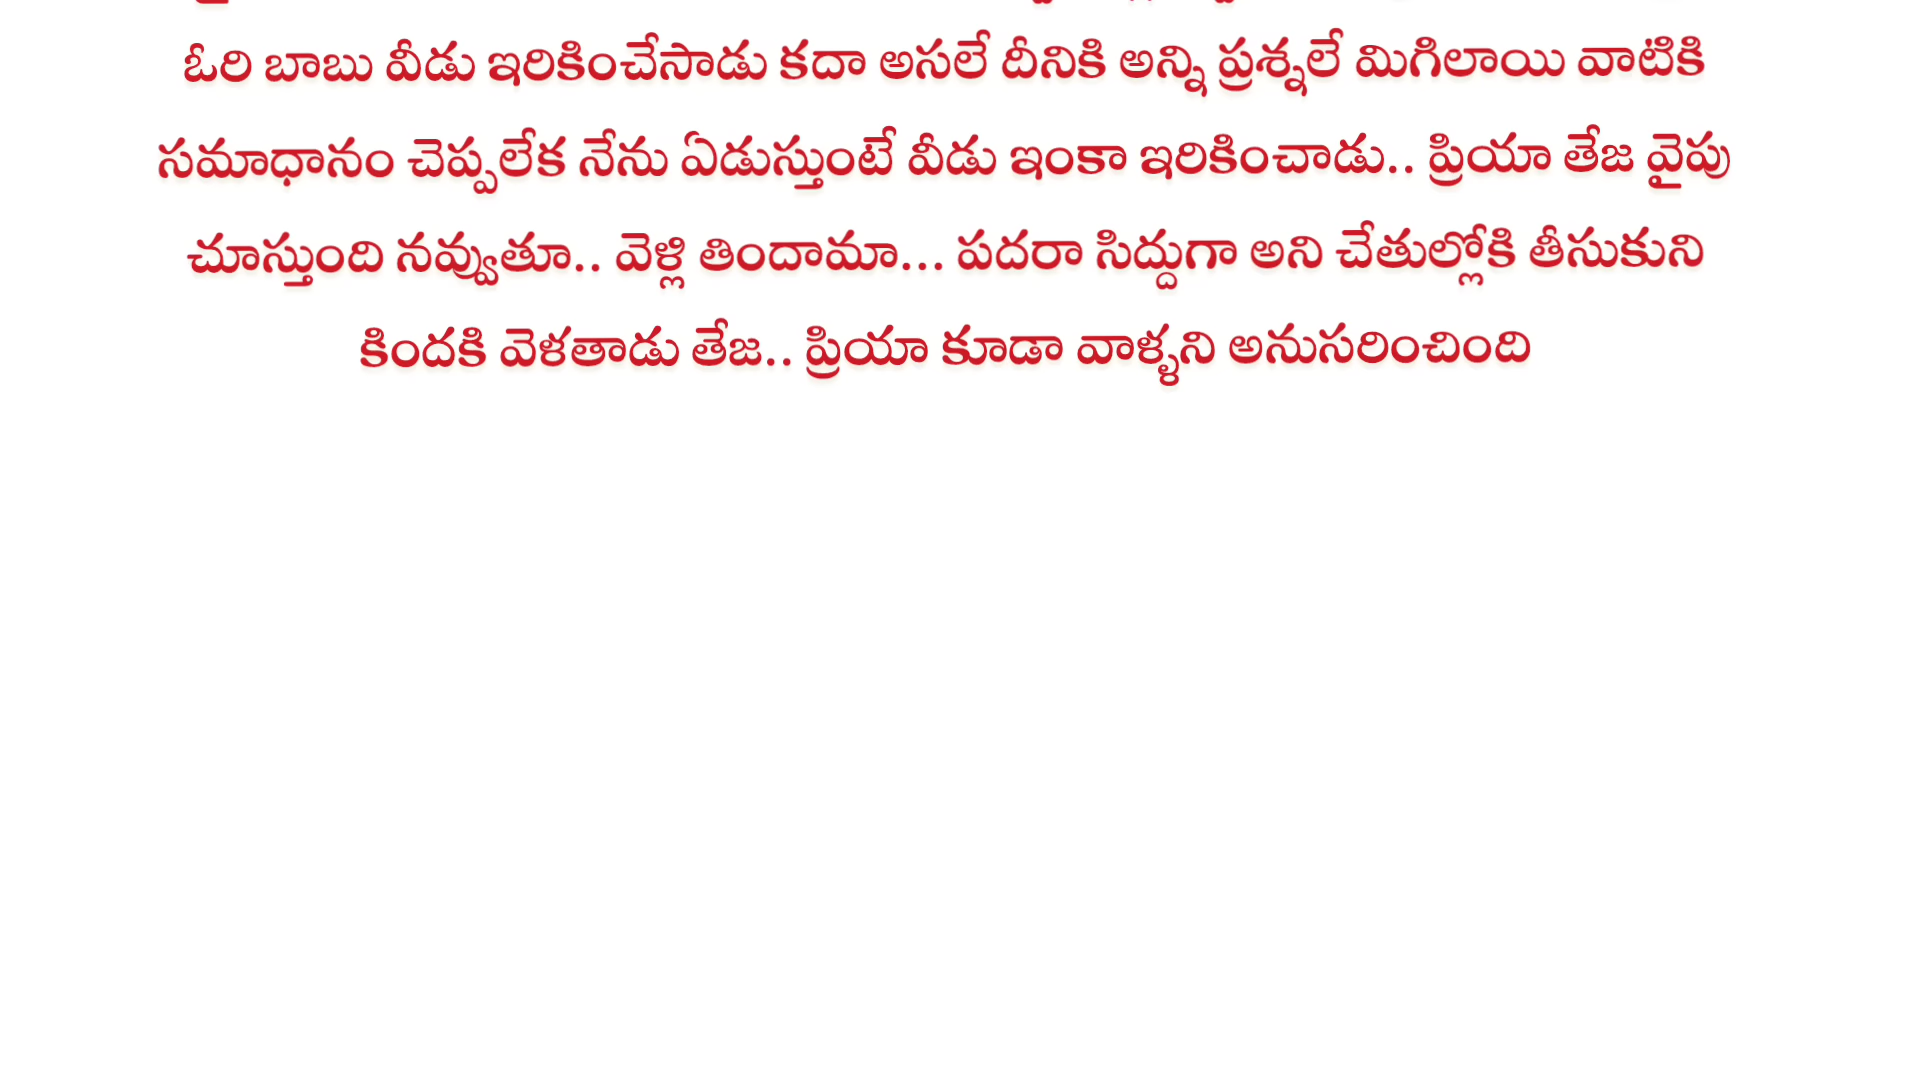 ఓరి బాబు వీడు ఇరికించేసాడు కదా అసలే దీనికి అన్ని ప్రశ్నలే మిగిలాయి వాటికి
సమాధానం చెప్పలేక నేను ఏడుస్తుంటే వీడు ఇంకా ఇరికించాడు.. ప్రియా తేజ వైపు
చూస్తుంది నవ్వుతూ.. వెళ్లి తిందామా... పదరా సిద్దుగా అని చేతుల్లోకి తీసుకుని
కిందకి వెళతాడు తేజ.. ప్రియా కూడా వాళ్ళని అనుసరించింది